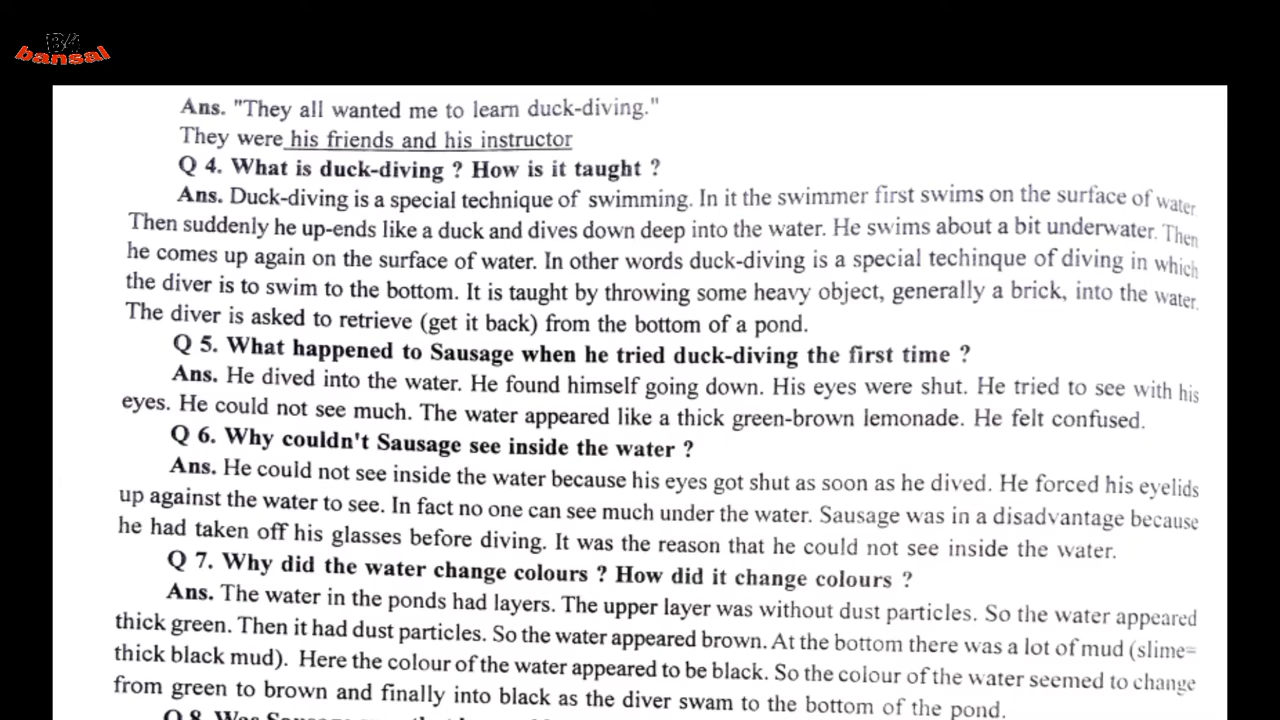 B4
bansal
Ans. "They all wanted me to learn duck-diving."
They were his friends and his instructor
Q 4. What is duck-diving ? How is it taught ?
Ans. Duck-diving is a special technique of swimming. In it the swimmer first swims on the surface of water
Then suddenly he up-ends like a duck and dives down deep into the water. He swims about a bit underwater. Then
he comes up again on the surface of water. In other words duck-diving is a special techinque of diving in which
the diver is to swim to the bottom. It is taught by throwing some heavy object, generally a brick, into the water.
The diver is asked to retrieve (get it back) from the bottom of a pond.
Q 5. What happened to Sausage when he tried duck-diving the first time ?
Ans. He dived into the water. He found himself going down. His eyes were shut. He tried to see with his
eyes. He could not see much. The water appeared like a thick green-brown lemonade. He felt confused.
Q 6. Why couldn't Sausage see inside the water ?
Ans. He could not see inside the water because his eyes got shut as soon as he dived. He forced his eyelids
up against the water to see. In fact no one can see much under the water. Sausage was in a disadvantage because
he had taken off his glasses before diving. It was the reason that he could not see inside the water.
Q 7. Why did the water change colours ? How did it change colours ?
Ans. The water in the ponds had layers. The upper layer was without dust particles. So the water appeared
thick green. Then it had dust particles. So the water appeared brown. At the bottom there was a lot of mud (slime=
thick black mud). Here the colour of the water appeared to be black. So the colour of the water seemed to change
from green to brown and finally into black as the diver swam to the bottom of the pond.
Q 8. Was